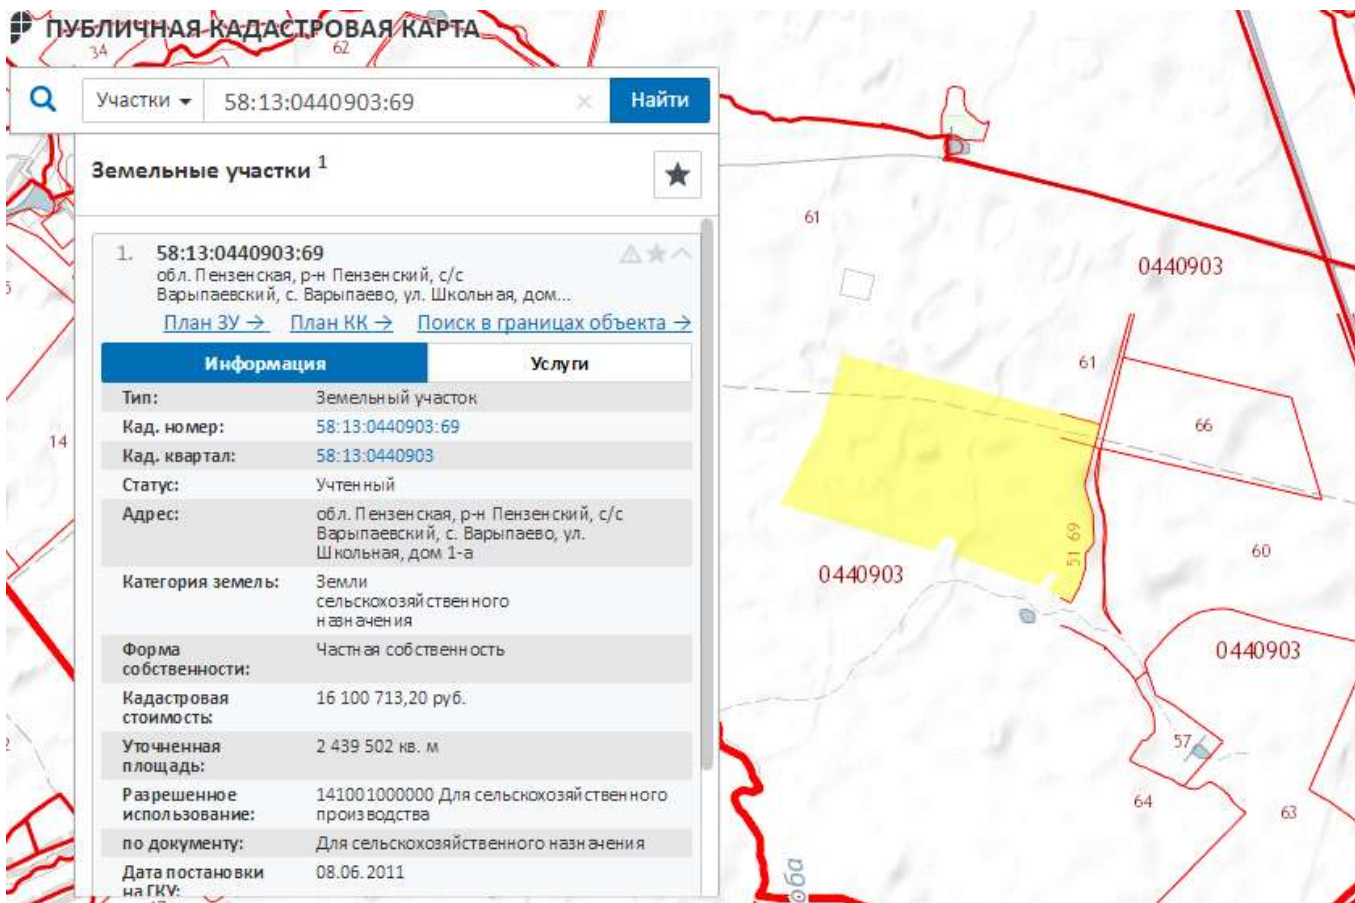 ПУБЛИЧНАЯ КАДАСТРОВАЯ КАРТА
34
62
Участки
58:13:0440903:69
Найти
Земельные участки 1
1. 58:13:0440903:69
обл. Пензенская, р-н Пензенский, с/с
Варыпаевский, с. Варыпаево, ул. Школьная, дом...
План ЗУ → План КК → Поиск в границах объекта →
Информация
Услуги
Тип: Земельный участок
Кад. номер: 58:13:0440903:69
Кад. квартал: 58:13:0440903
Статус: Учтенный
Адрес: обл. Пензенская, р-н Пензенский, с/с
Варыпаевский, с. Варыпаево, ул.
Школьная, дом 1-а
Категория земель: Земли
сельскохозяйственного
назначения
Форма
собственности:
Частная собственность
Кадастровая
стоимость:
16 100 713,20 руб.
Уточненная
площадь:
2 439 502 кв. м
Разрешенное
использование:
141001000000 Для сельскохозяйственного
производства
по документу: Для сельскохозяйственного назначения
Дата постановки
на ГКУ:
08.06.2011
14
61
0440903
61
66
51 69
60
0440903
0440903
57
64
63
оба